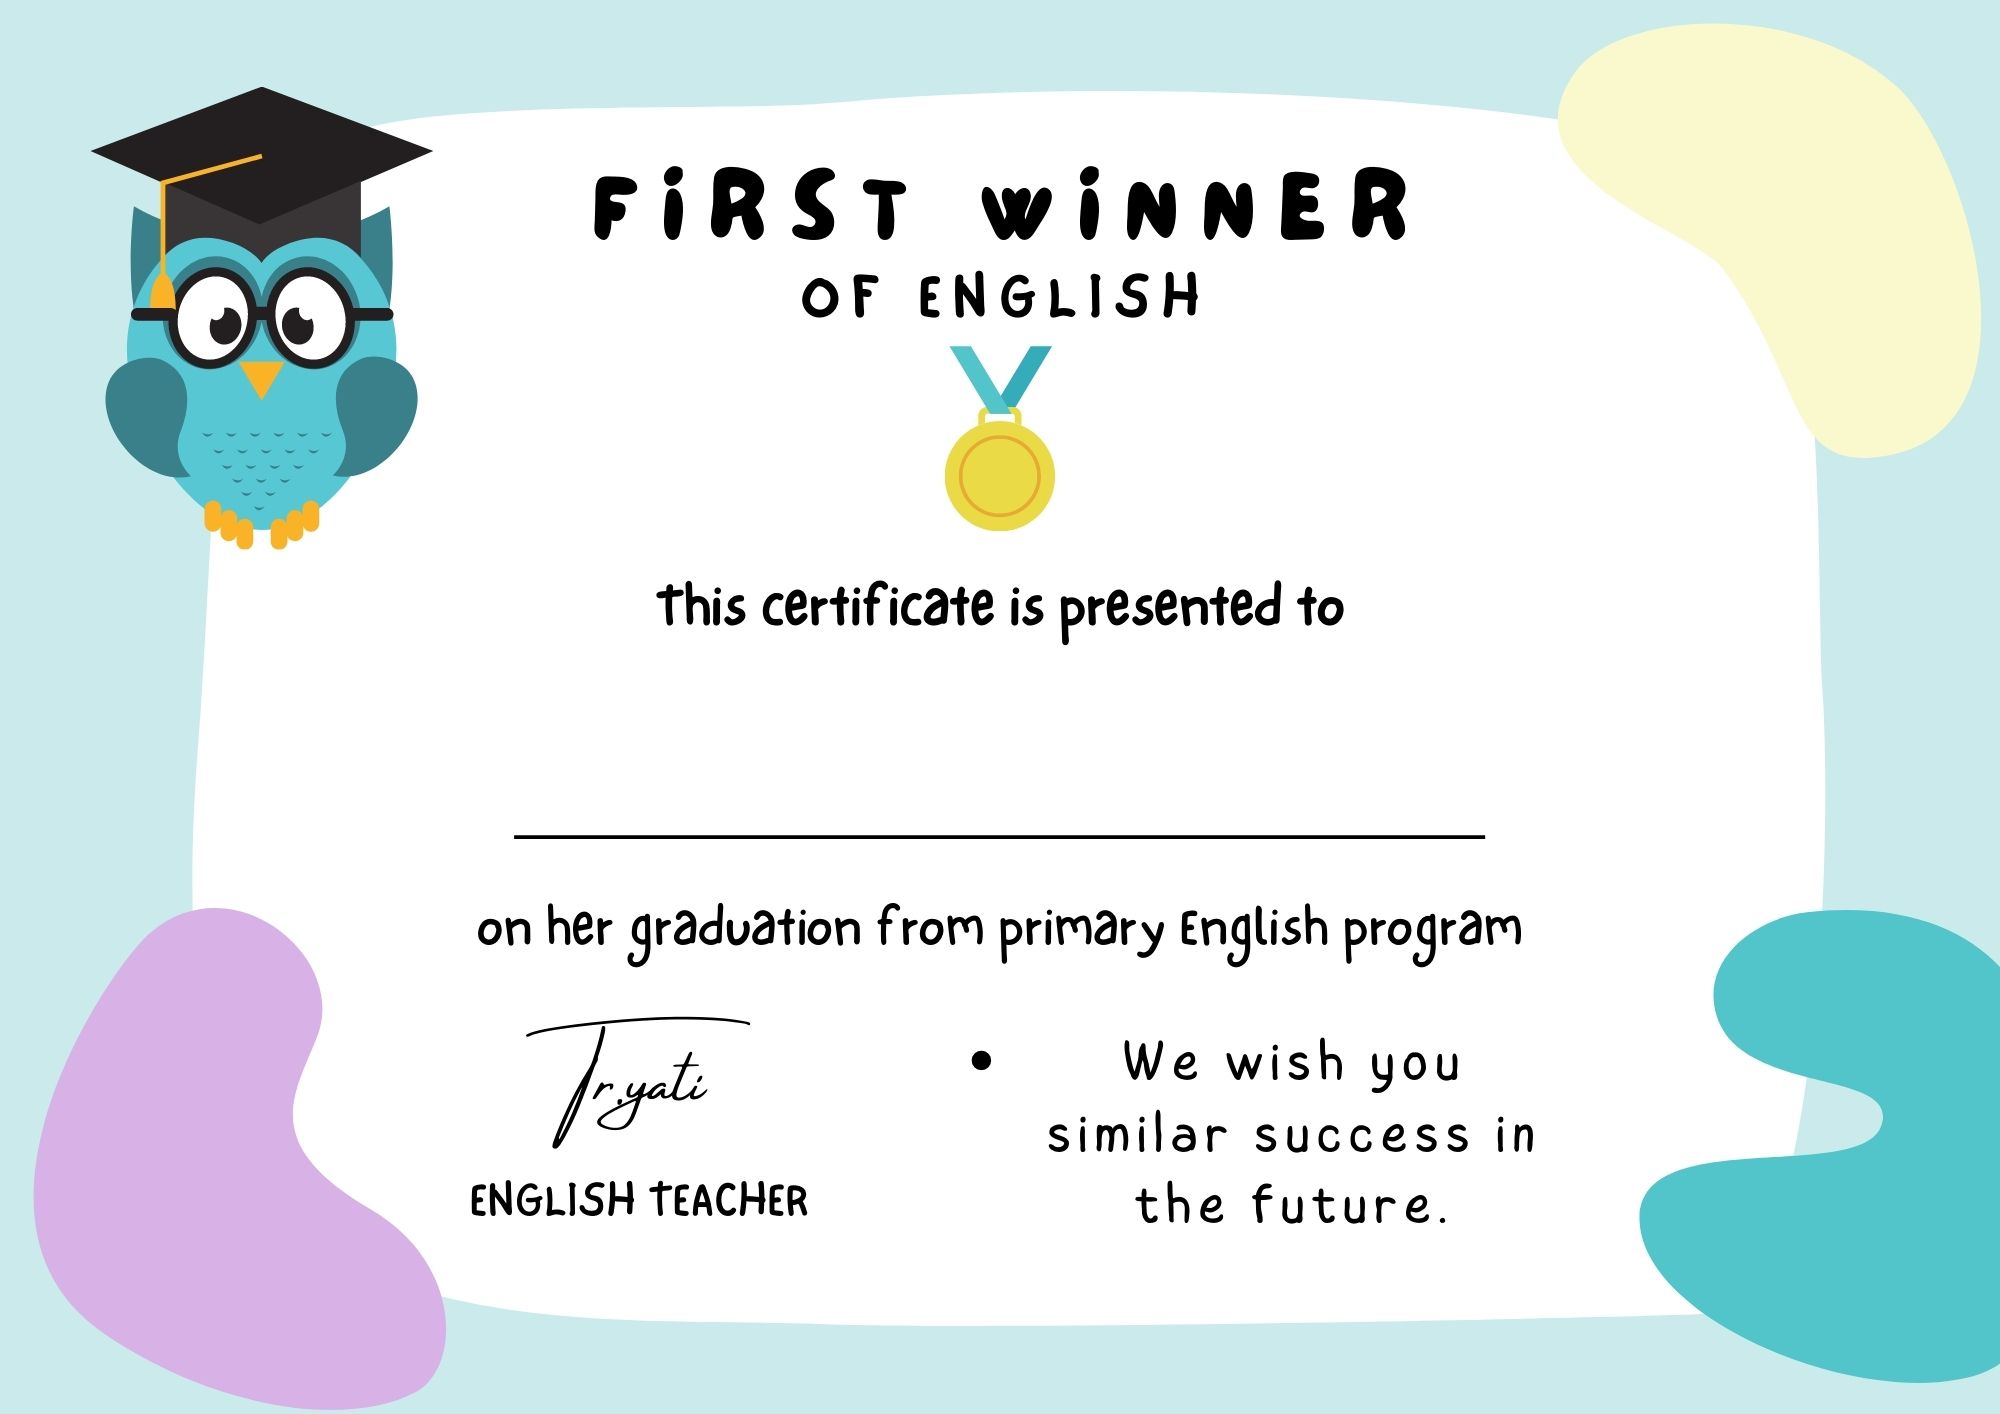 FIRST WINNER
OF ENGLISH
This certificate is presented to
on her graduation from primary English program
Tr.yati
ENGLISH TEACHER
• We wish you
similar success in
the future.